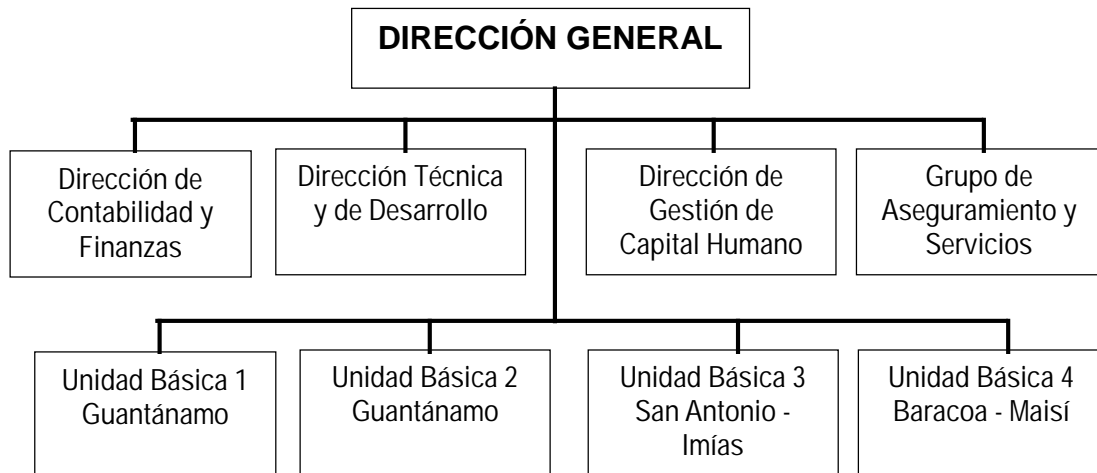 DIRECCIÓN GENERAL
Dirección de
Contabilidad y
Finanzas
Dirección Técnica
y de Desarrollo
Dirección de
Gestión de
Capital Humano
Grupo de
Aseguramiento y
Servicios
Unidad Básica 1
Guantánamo
Unidad Básica 2
Guantánamo
Unidad Básica 3
San Antonio -
Imías
Unidad Básica 4
Baracoa - Maisí